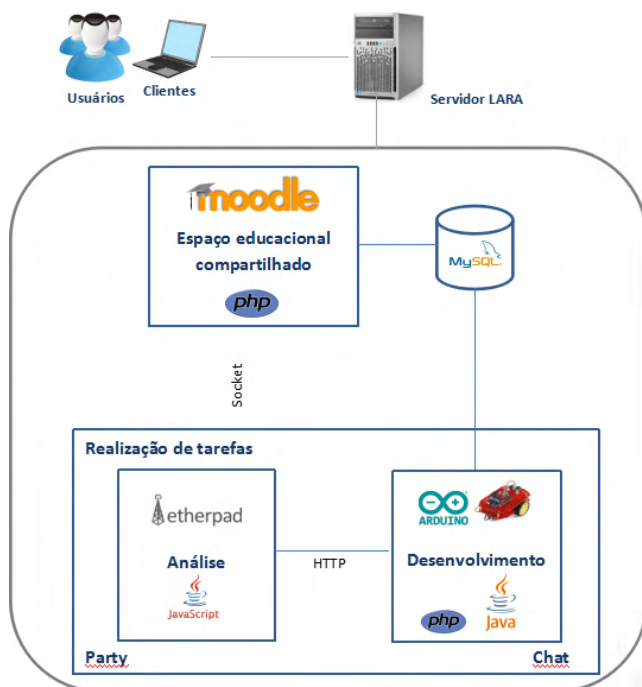 Usuários
Clientes
Servidor LARA
moodle
Espaço educacional
compartilhado
php
MySQL
Socket
Realização de tarefas
etherpad
Análise
JavaScript
HTTP
ARDUINO
Desenvolvimento
php
Java
Party
Chat